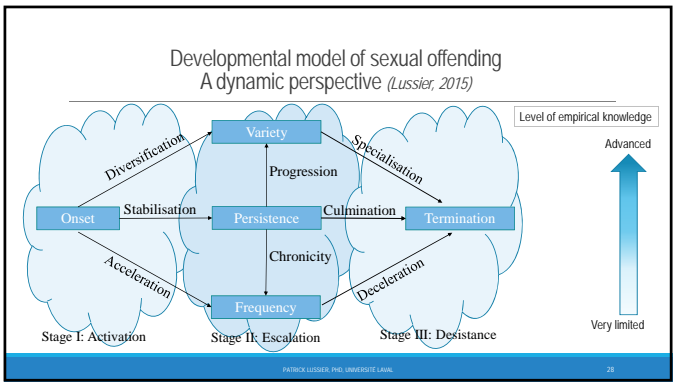 Developmental model of sexual offending
A dynamic perspective (Lussier, 2015)
Level of empirical knowledge
Advanced
Variety
Diversification
Specialisation
Progression
Onset
Stabilisation
Persistence
Culmination
Termination
Chronicity
Acceleration
Deceleration
Frequency
Very limited
Stage I: Activation
Stage II: Escalation
Stage III: Desistance
PATRICK LUSSIER, PHD, UNIVERSITÉ LAVAL
28